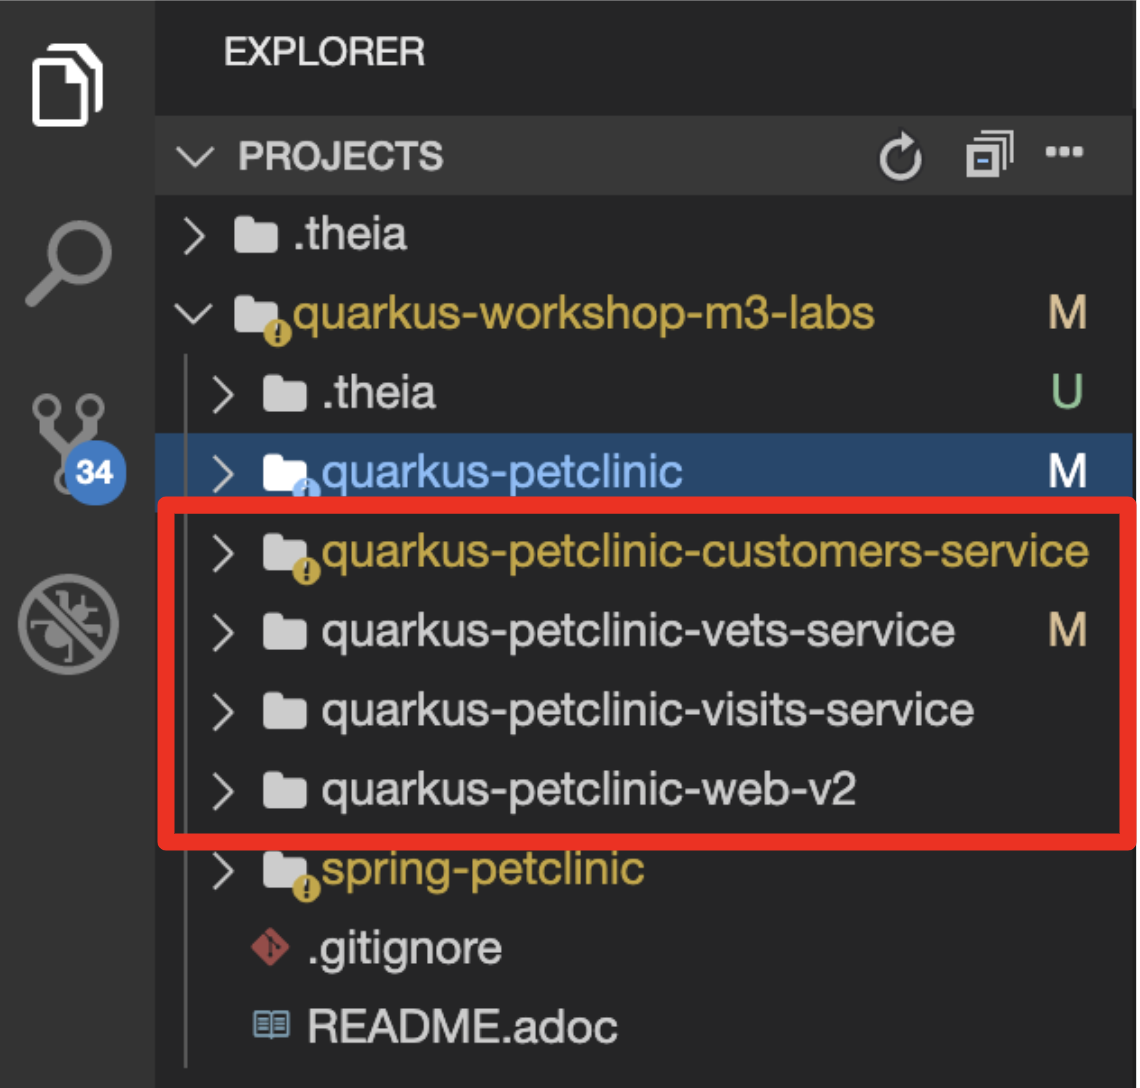 EXPLORER
PROJECTS
.theia
quarkus-workshop-m3-labs M
.theia U
quarkus-petclinic M
34
quarkus-petclinic-customers-service
quarkus-petclinic-vets-service M
quarkus-petclinic-visits-service
quarkus-petclinic-web-v2
spring-petclinic
.gitignore
README.adoc